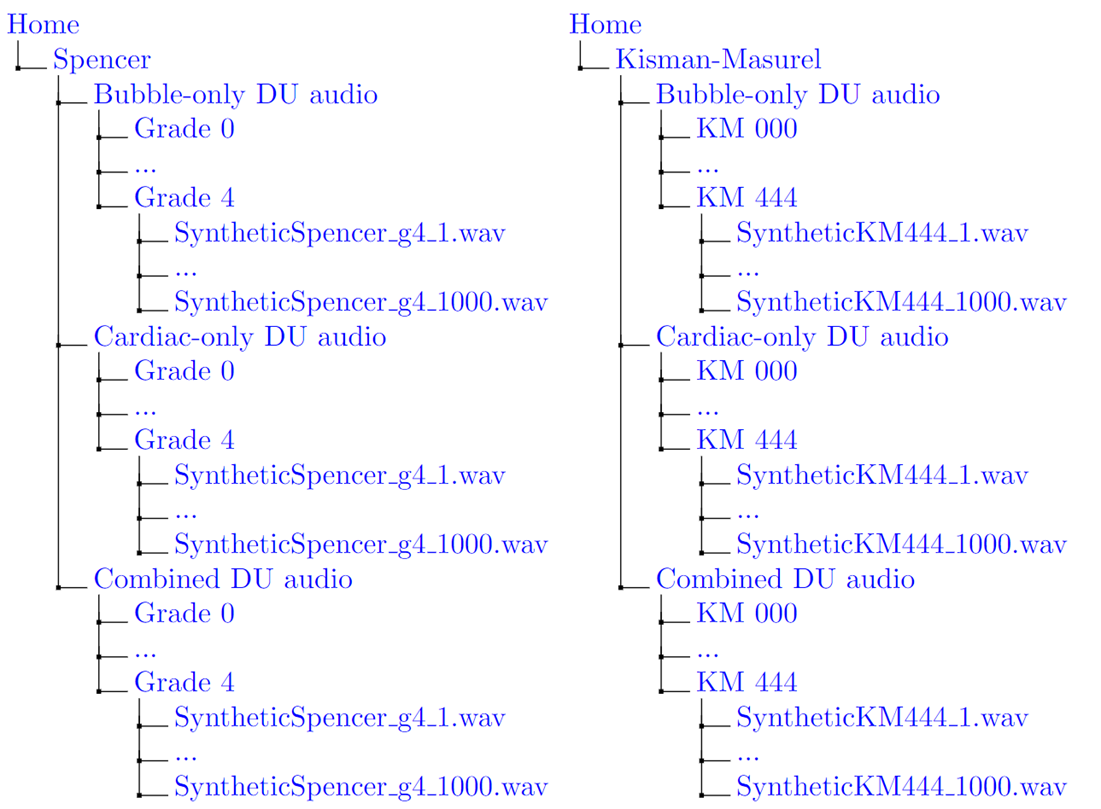 Home
Spencer
Bubble-only DU audio
Grade 0
...
Grade 4
SyntheticSpencer_g4_1.wav
...
SyntheticSpencer_g4_1000.wav
Cardiac-only DU audio
Grade 0
...
Grade 4
SyntheticSpencer_g4_1.wav
...
SyntheticSpencer_g4_1000.wav
Combined DU audio
Grade 0
...
Grade 4
SyntheticSpencer_g4_1.wav
...
SyntheticSpencer_g4_1000.wav
Home
Kisman-Masurel
Bubble-only DU audio
KM 000
...
KM 444
SyntheticKM444_1.wav
...
SyntheticKM444_1000.wav
Cardiac-only DU audio
KM 000
...
KM 444
SyntheticKM444_1.wav
...
SyntheticKM444_1000.wav
Combined DU audio
KM 000
...
KM 444
SyntheticKM444_1.wav
...
SyntheticKM444_1000.wav